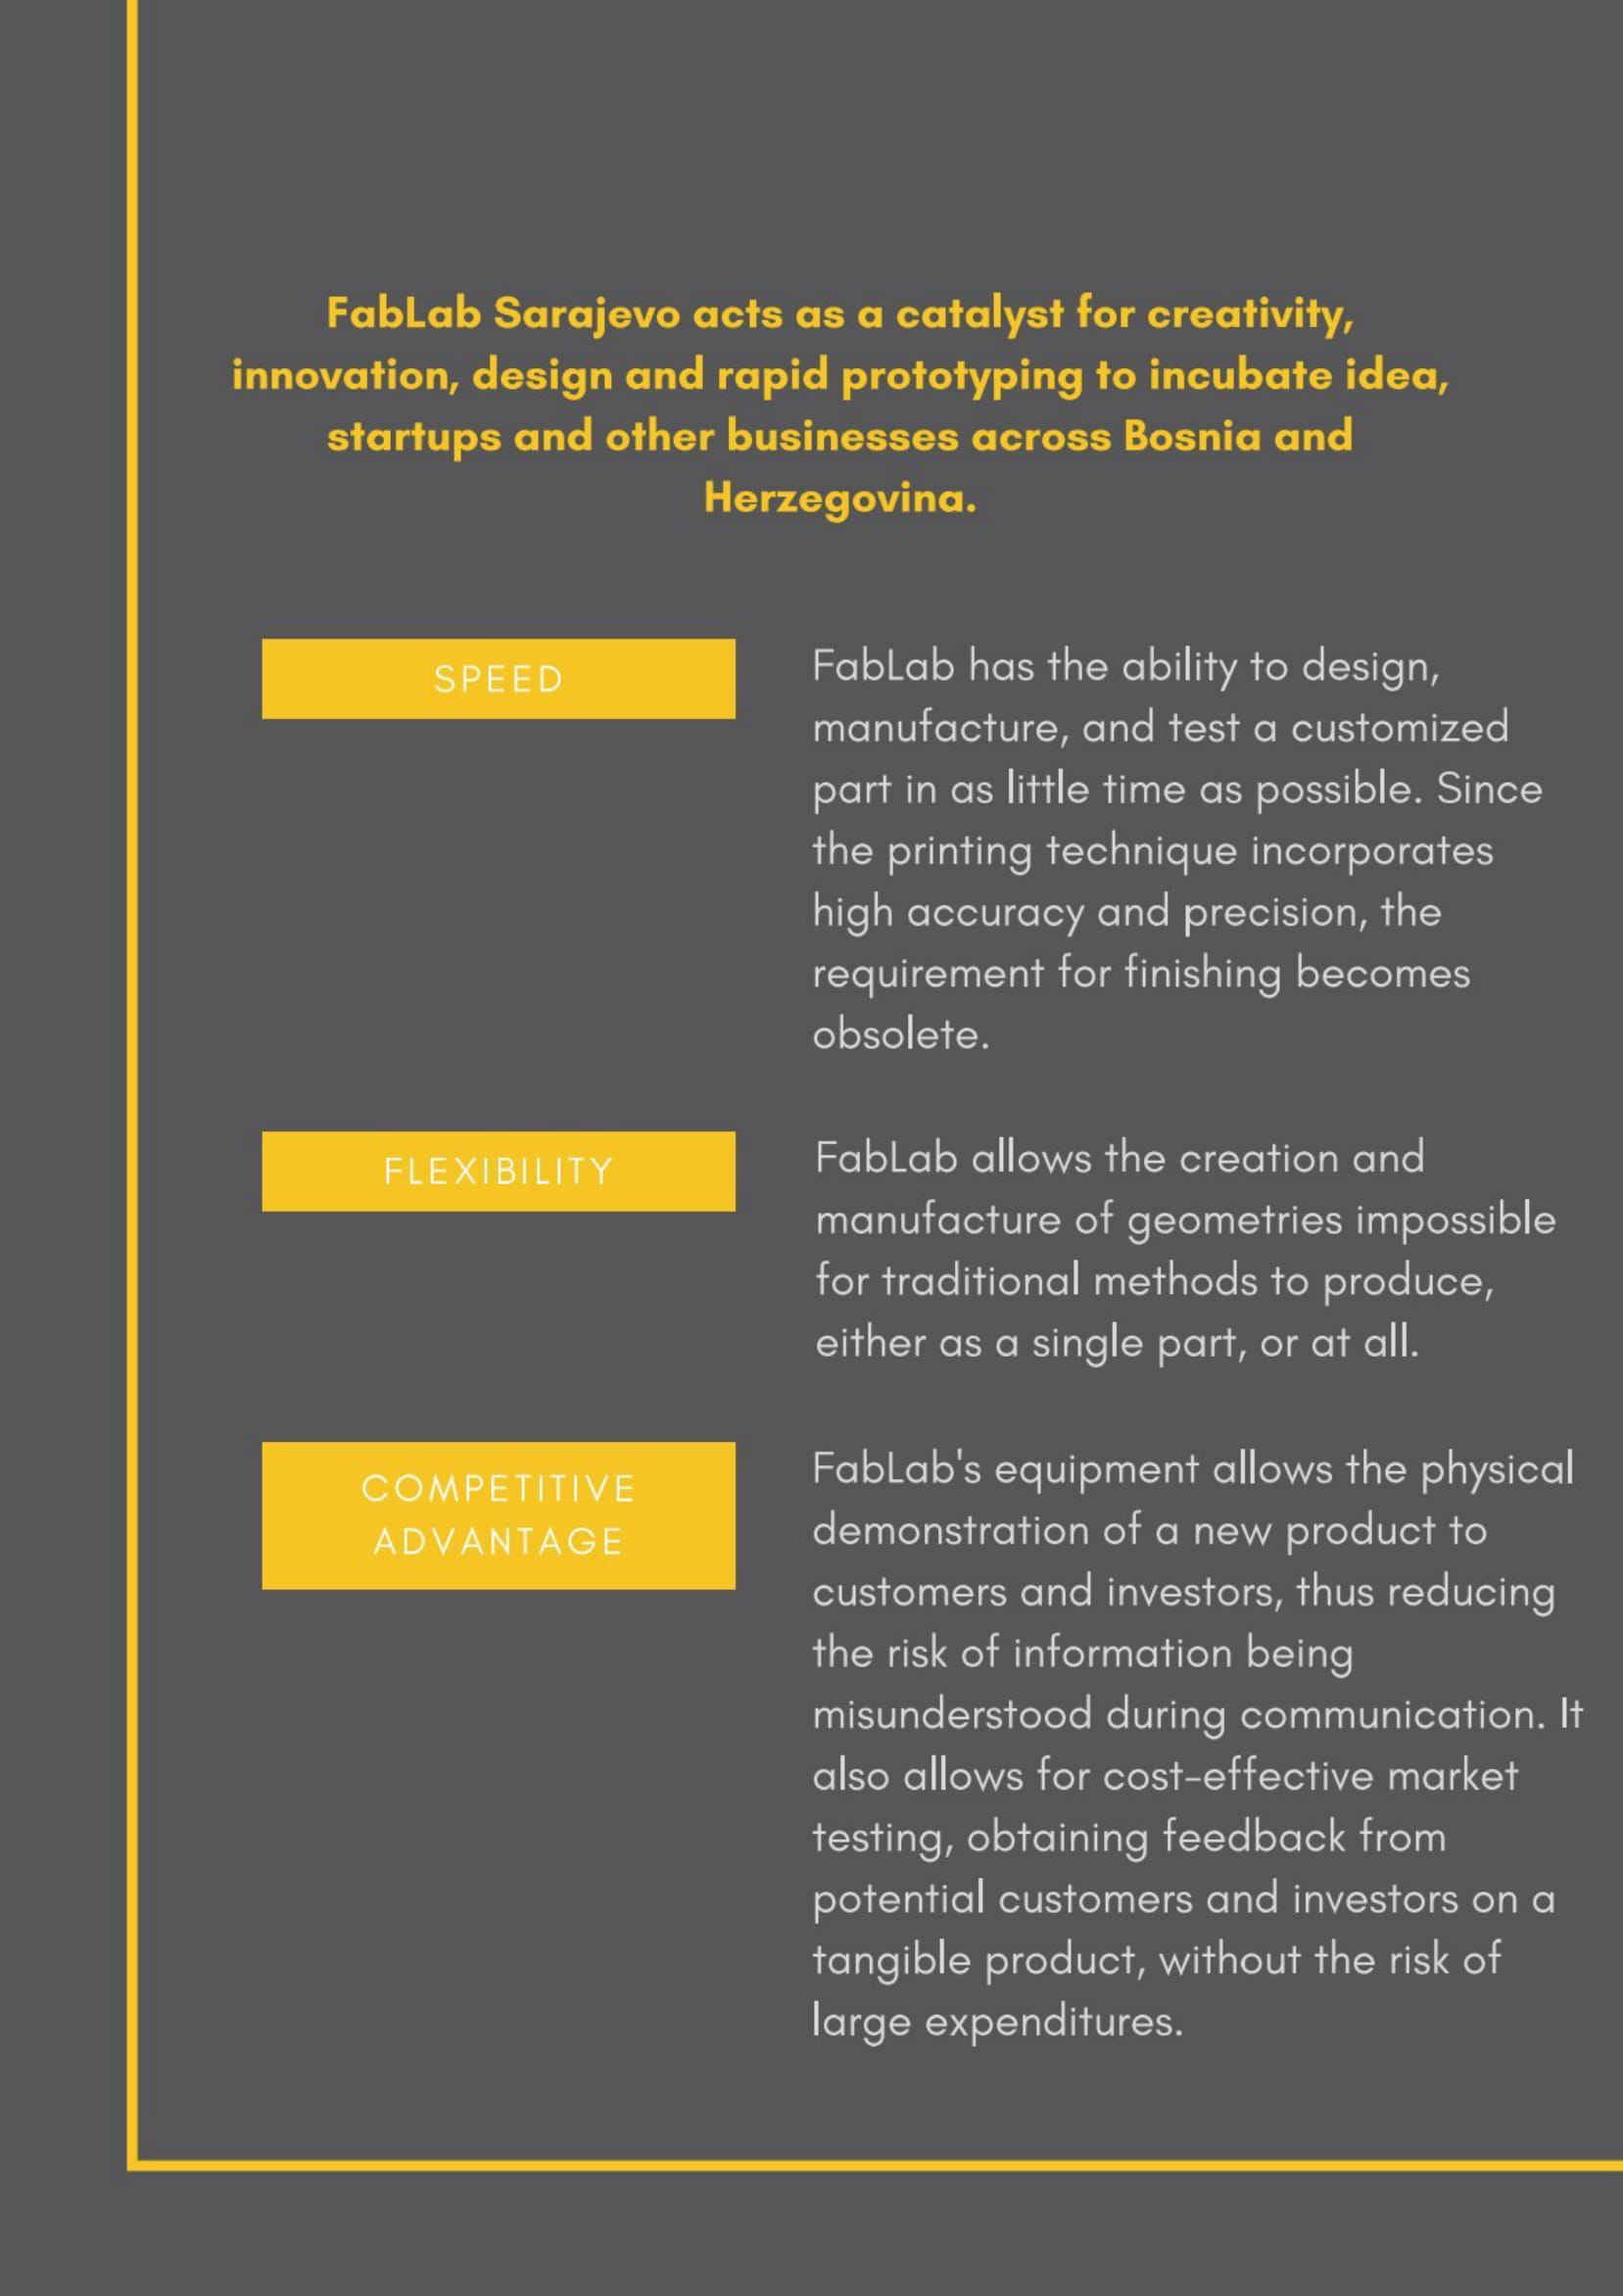 FabLab Sarajevo acts as a catalyst for creativity,
innovation, design and rapid prototyping to incubate idea,
startups and other businesses across Bosnia and
Herzegovina.
SPEED
FabLab has the ability to design,
manufacture, and test a customized
part in as little time as possible. Since
the printing technique incorporates
high accuracy and precision, the
requirement for finishing becomes
obsolete.
FLEXIBILITY
FabLab allows the creation and
manufacture of geometries impossible
for traditional methods to produce,
either as a single part, or at all.
COMPETITIVE
ADVANTAGE
FabLab's equipment allows the physical
demonstration of a new product to
customers and investors, thus reducing
the risk of information being
misunderstood during communication. It
also allows for cost-effective market
testing, obtaining feedback from
potential customers and investors on a
tangible product, without the risk of
large expenditures.